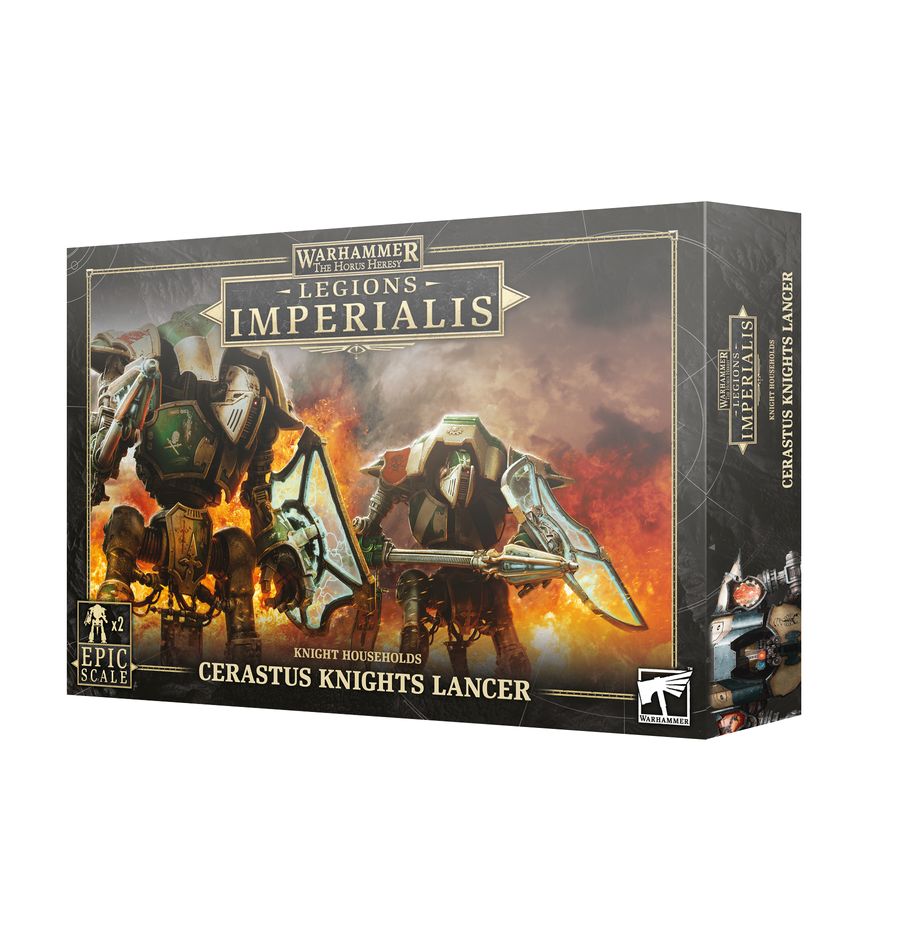 WARHAMMER
THE HORUS HERESY
LEGIONS
IMPERIALIS
x2
EPIC
SCALE
KNIGHT HOUSEHOLDS
CERASTUS KNIGHTS LANCER
WARHAMMER
TM
WARHAMMER
THE HORUS HERESY
LEGIONS
IMPERIALIS
KNIGHT HOUSEHOLDS
CERASTUS KNIGHTS LANCER